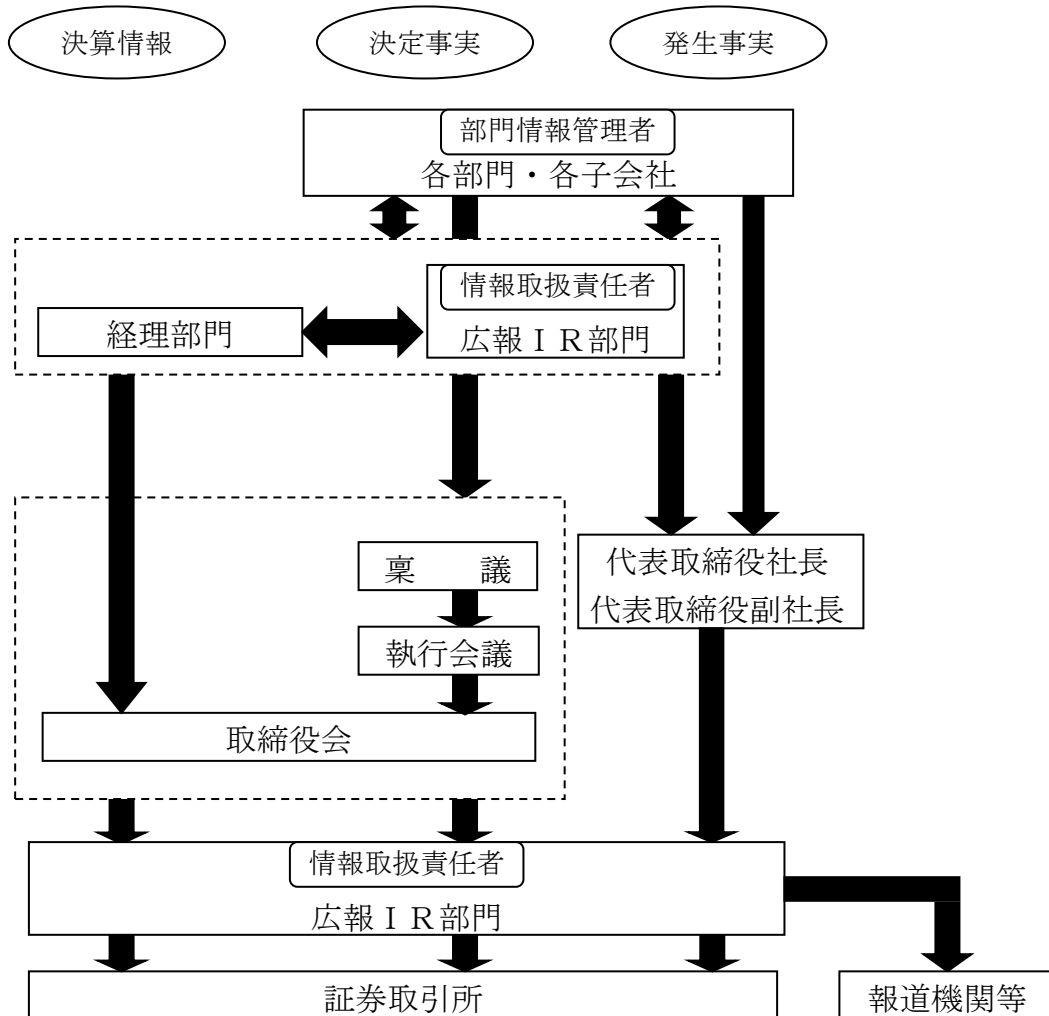 決算情報
決定事実
発生事実
部門情報管理者
各部門・各子会社
情報取扱責任者
経理部門
広報ＩＲ部門
稟　　議
代表取締役社長
代表取締役副社長
執行会議
取締役会
情報取扱責任者
広報ＩＲ部門
証券取引所
報道機関等